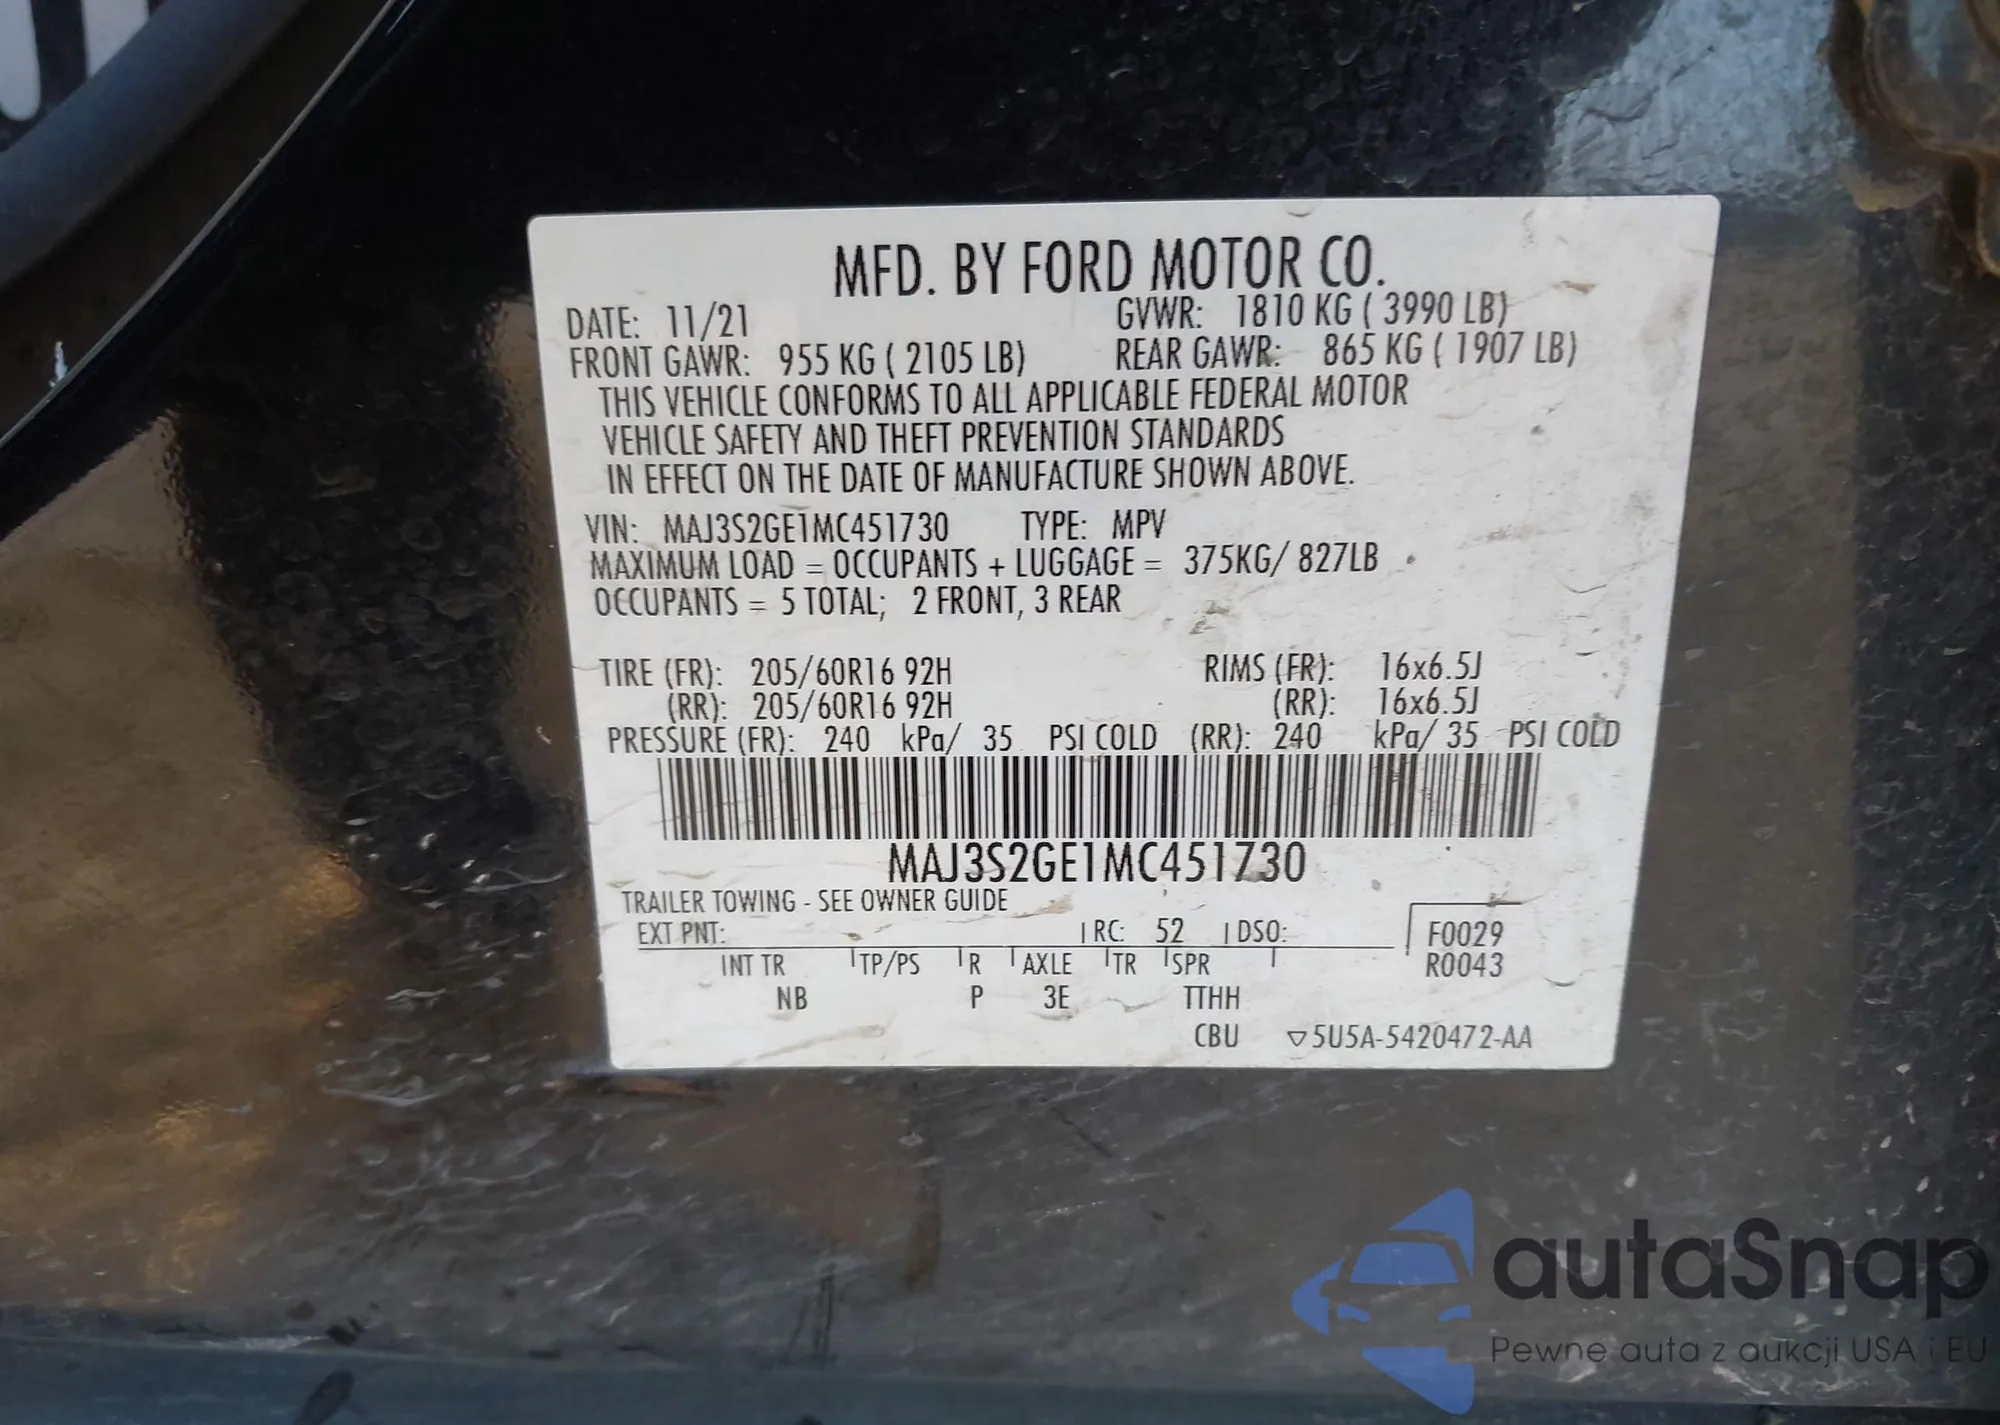 MFD. BY FORD MOTOR CO.
DATE: 11/21 GVWR: 1810 KG ( 3990 LB)
FRONT GAWR: 955 KG ( 2105 LB) REAR GAWR: 865 KG ( 1907 LB)
THIS VEHICLE CONFORMS TO ALL APPLICABLE FEDERAL MOTOR
VEHICLE SAFETY AND THEFT PREVENTION STANDARDS
IN EFFECT ON THE DATE OF MANUFACTURE SHOWN ABOVE.
VIN: MAJ3S2GE1MC451730 TYPE: MPV
MAXIMUM LOAD = OCCUPANTS + LUGGAGE = 375KG/ 827LB
OCCUPANTS = 5 TOTAL; 2 FRONT, 3 REAR
TIRE (FR): 205/60R16 92H RIMS (FR): 16x6.5J
(RR): 205/60R16 92H (RR): 16x6.5J
PRESSURE (FR): 240 kPa/ 35 PSI COLD (RR): 240 kPa/ 35 PSI COLD
MAJ3S2GE1MC451730
TRAILER TOWING - SEE OWNER GUIDE
EXT PNT: RC: 52 DSO: F0029
INT TR TP/PS R AXLE TR SPR R0043
NB P 3E TTHH
CBU ▽5U5A-5420472-AA
autaSnap
Pewne auta z aukcji USA i EU